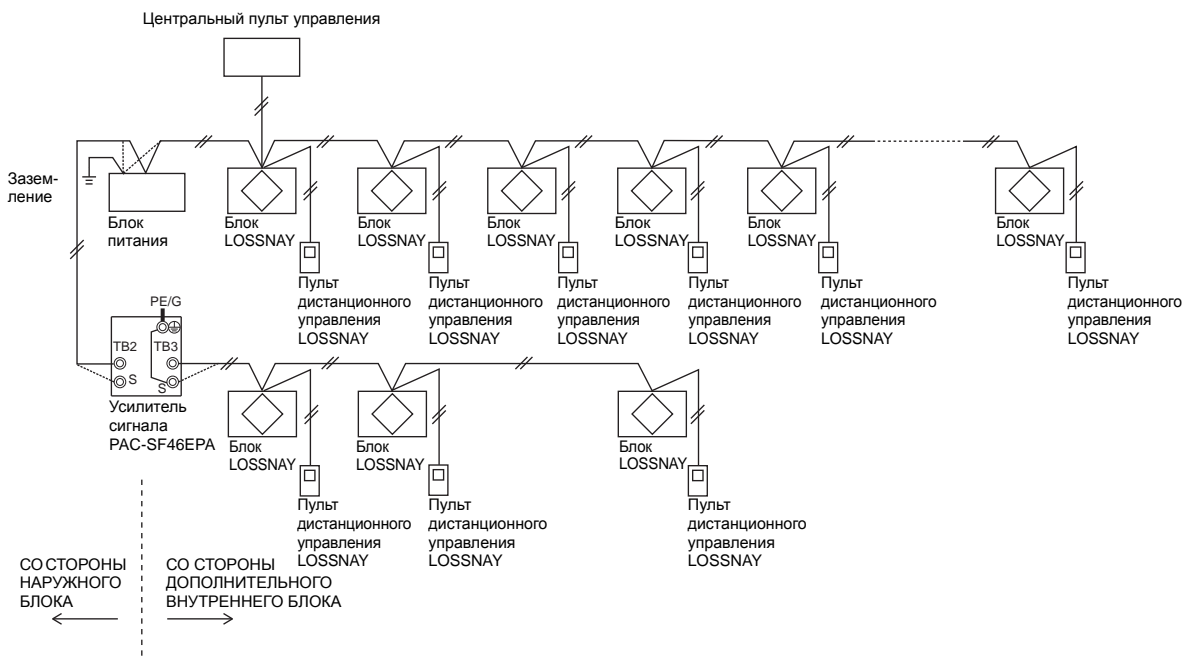 Центральный пульт управления
Зазем-
ление
Блок
питания
Блок
LOSSNAY
Блок
LOSSNAY
Блок
LOSSNAY
Блок
LOSSNAY
Блок
LOSSNAY
Блок
LOSSNAY
Пульт
дистанционного
управления
LOSSNAY
Пульт
дистанционного
управления
LOSSNAY
Пульт
дистанционного
управления
LOSSNAY
Пульт
дистанционного
управления
LOSSNAY
Пульт
дистанционного
управления
LOSSNAY
Пульт
дистанционного
управления
LOSSNAY
PE/G
TB2 TB3
S S
Усилитель
сигнала
PAC-SF46EPA
Блок
LOSSNAY
Блок
LOSSNAY
Блок
LOSSNAY
Пульт
дистанционного
управления
LOSSNAY
Пульт
дистанционного
управления
LOSSNAY
Пульт
дистанционного
управления
LOSSNAY
СО СТОРОНЫ
НАРУЖНОГО
БЛОКА
СО СТОРОНЫ
ДОПОЛНИТЕЛЬНОГО
ВНУТРЕННЕГО БЛОКА